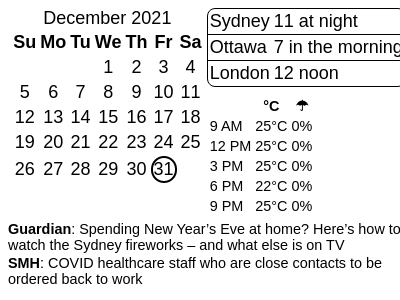 December 2021
Su Mo Tu We Th Fr Sa
1 2 3 4
5 6 7 8 9 10 11
12 13 14 15 16 17 18
19 20 21 22 23 24 25
26 27 28 29 30 31
Sydney 11 at night
Ottawa 7 in the morning
London 12 noon
°C ☂
9 AM 25°C 0%
12 PM 25°C 0%
3 PM 25°C 0%
6 PM 22°C 0%
9 PM 25°C 0%
Guardian: Spending New Year’s Eve at home? Here’s how to
watch the Sydney fireworks – and what else is on TV
SMH: COVID healthcare staff who are close contacts to be
ordered back to work